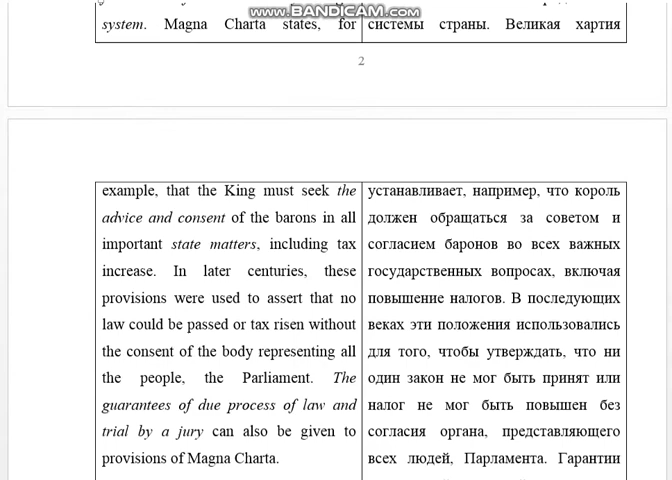 www.BANDICAM.com
system. Magna Charta states, for
системы страны. Великая хартия
2
example, that the King must seek the
advice and consent of the barons in all
important state matters, including tax
increase. In later centuries, these
provisions were used to assert that no
law could be passed or tax risen without
the consent of the body representing all
the people, the Parliament. The
guarantees of due process of law and
trial by a jury can also be given to
provisions of Magna Charta.
устанавливает, например, что король
должен обращаться за советом и
согласием баронов во всех важных
государственных вопросах, включая
повышение налогов. В последующих
веках эти положения использовались
для того, чтобы утверждать, что ни
один закон не мог быть принят или
налог не мог быть повышен без
согласия органа, представляющего
всех людей, Парламента. Гарантии